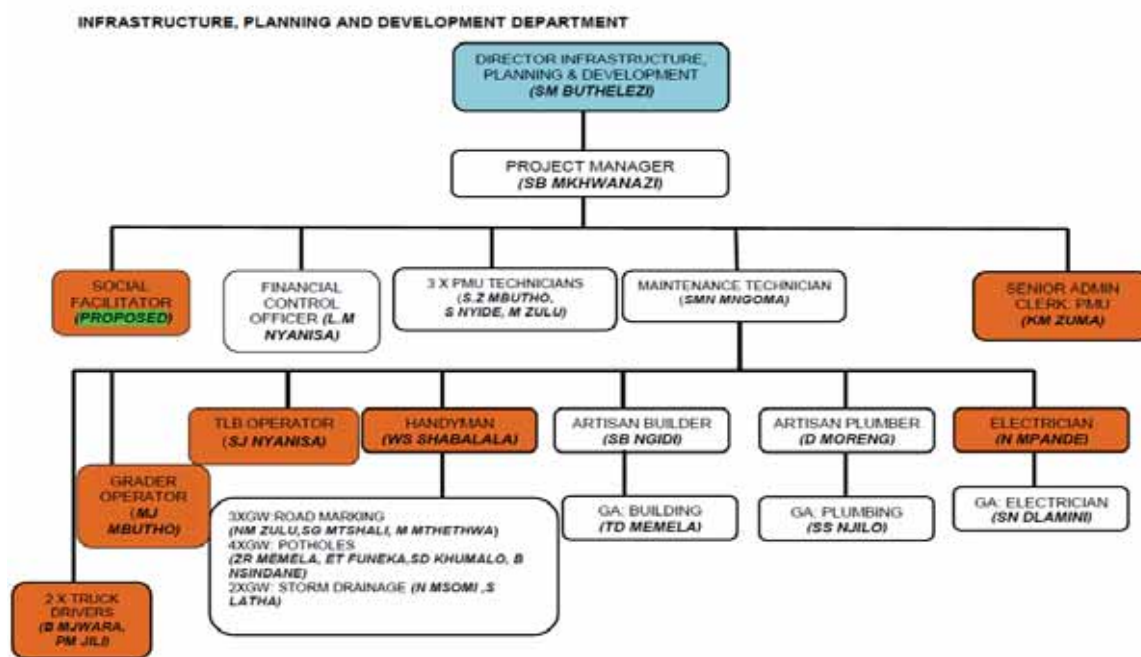 INFRASTRUCTURE, PLANNING AND DEVELOPMENT DEPARTMENT
DIRECTOR INFRASTRUCTURE,
PLANNING & DEVELOPMENT
(SM BUTHELEZI)
PROJECT MANAGER
(SB MKHWANAZI)
SOCIAL
FACILITATOR
(PROPOSED)
FINANCIAL
CONTROL
OFFICER (L.M
NYANISA)
3 X PMU TECHNICIANS
(S.Z MBUTHO,
S NYIDE, M ZULU)
MAINTENANCE TECHNICIAN
(SMN MNGOMA)
SENIOR ADMIN
CLERK: PMU
(KM ZUMA)
TLB OPERATOR
(SJ NYANISA)
HANDYMAN
(WS SHABALALA)
ARTISAN BUILDER
(SB NGIDI)
ARTISAN PLUMBER
(D MORENG)
ELECTRICIAN
(N MPANDE)
GRADER
OPERATOR
(MJ
MBUTHO)
3XGW:ROAD MARKING
(NM ZULU,SG MTSHALI, M MTHETHWA)
4XGW: POTHOLES
(ZR MEMELA, ET FUNEKA,SD KHUMALO, B
NSINDANE)
2XGW: STORM DRAINAGE (N MSOMI ,S
LATHA)
GA: BUILDING
(TD MEMELA)
GA: PLUMBING
(SS NJILO)
GA: ELECTRICIAN
(SN DLAMINI)
2 X TRUCK
DRIVERS
(B MJWARA,
PM JILI)